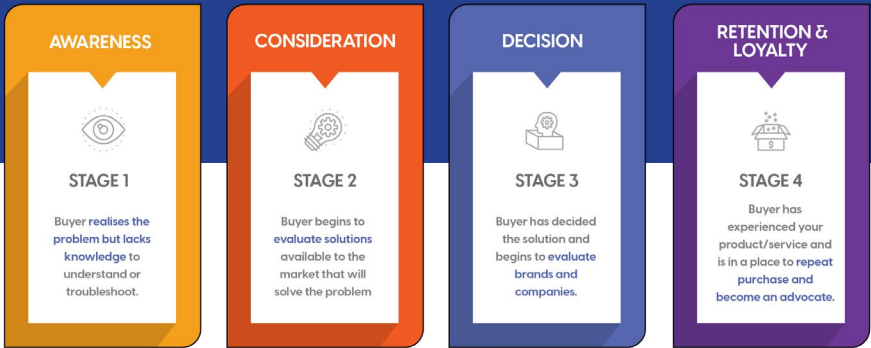 AWARENESS
STAGE 1
Buyer realises the
problem but lacks
knowledge to
understand or
troubleshoot.
CONSIDERATION
STAGE 2
Buyer begins to
evaluate solutions
available to the
market that will
solve the problem
DECISION
STAGE 3
Buyer has decided
the solution and
begins to evaluate
brands and
companies.
RETENTION &
LOYALTY
$
STAGE 4
Buyer has
experienced your
product/service and
is in a place to repeat
purchase and
become an advocate.